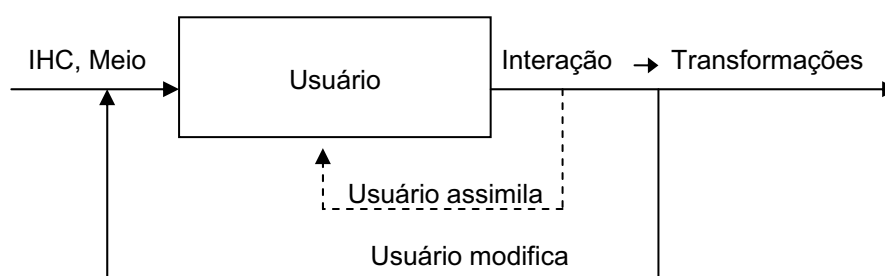 IHC, Meio
Usuário
Interação → Transformações
Usuário assimila
Usuário modifica